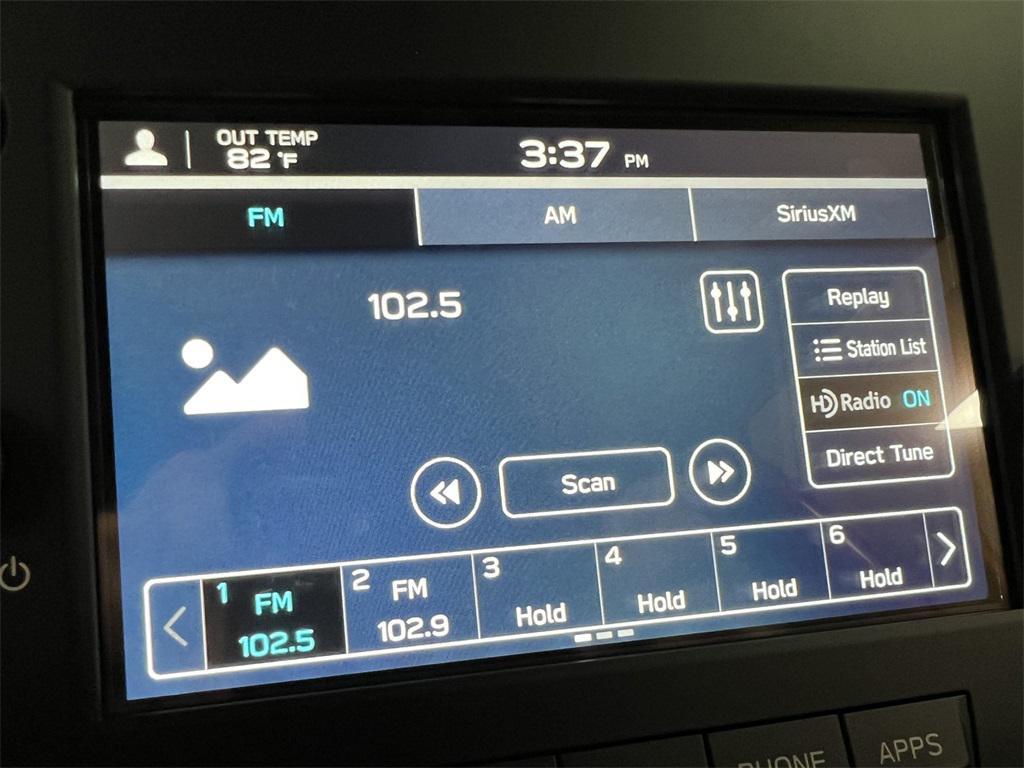 OUT TEMP
82 °F
3:37 PM
FM
AM
SiriusXM
102.5
Replay
Station List
HD Radio ON
Direct Tune
Scan
1
FM
102.5
2
FM
102.9
3
Hold
4
Hold
5
Hold
6
Hold
PHONE
APPS